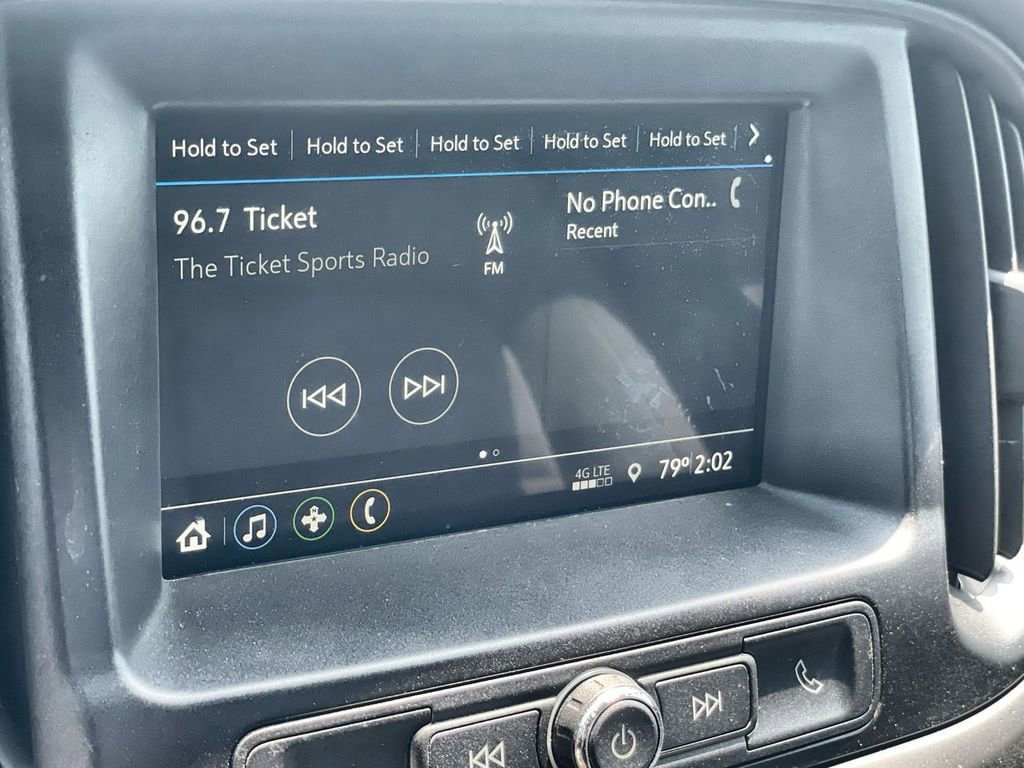 Hold to Set Hold to Set Hold to Set Hold to Set Hold to Set
96.7 Ticket
The Ticket Sports Radio
FM
No Phone Con..
Recent
4G LTE
79° 2:02